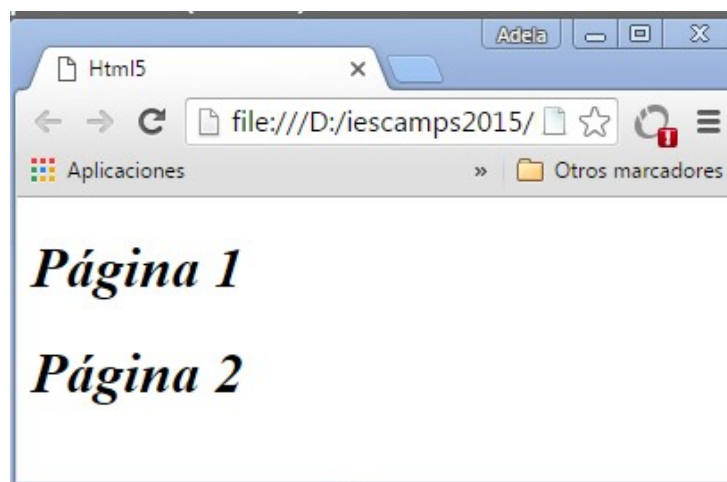 Adela
Html5
file:///D:/iescamps2015/
Aplicaciones
» Otros marcadores
Página 1
Página 2